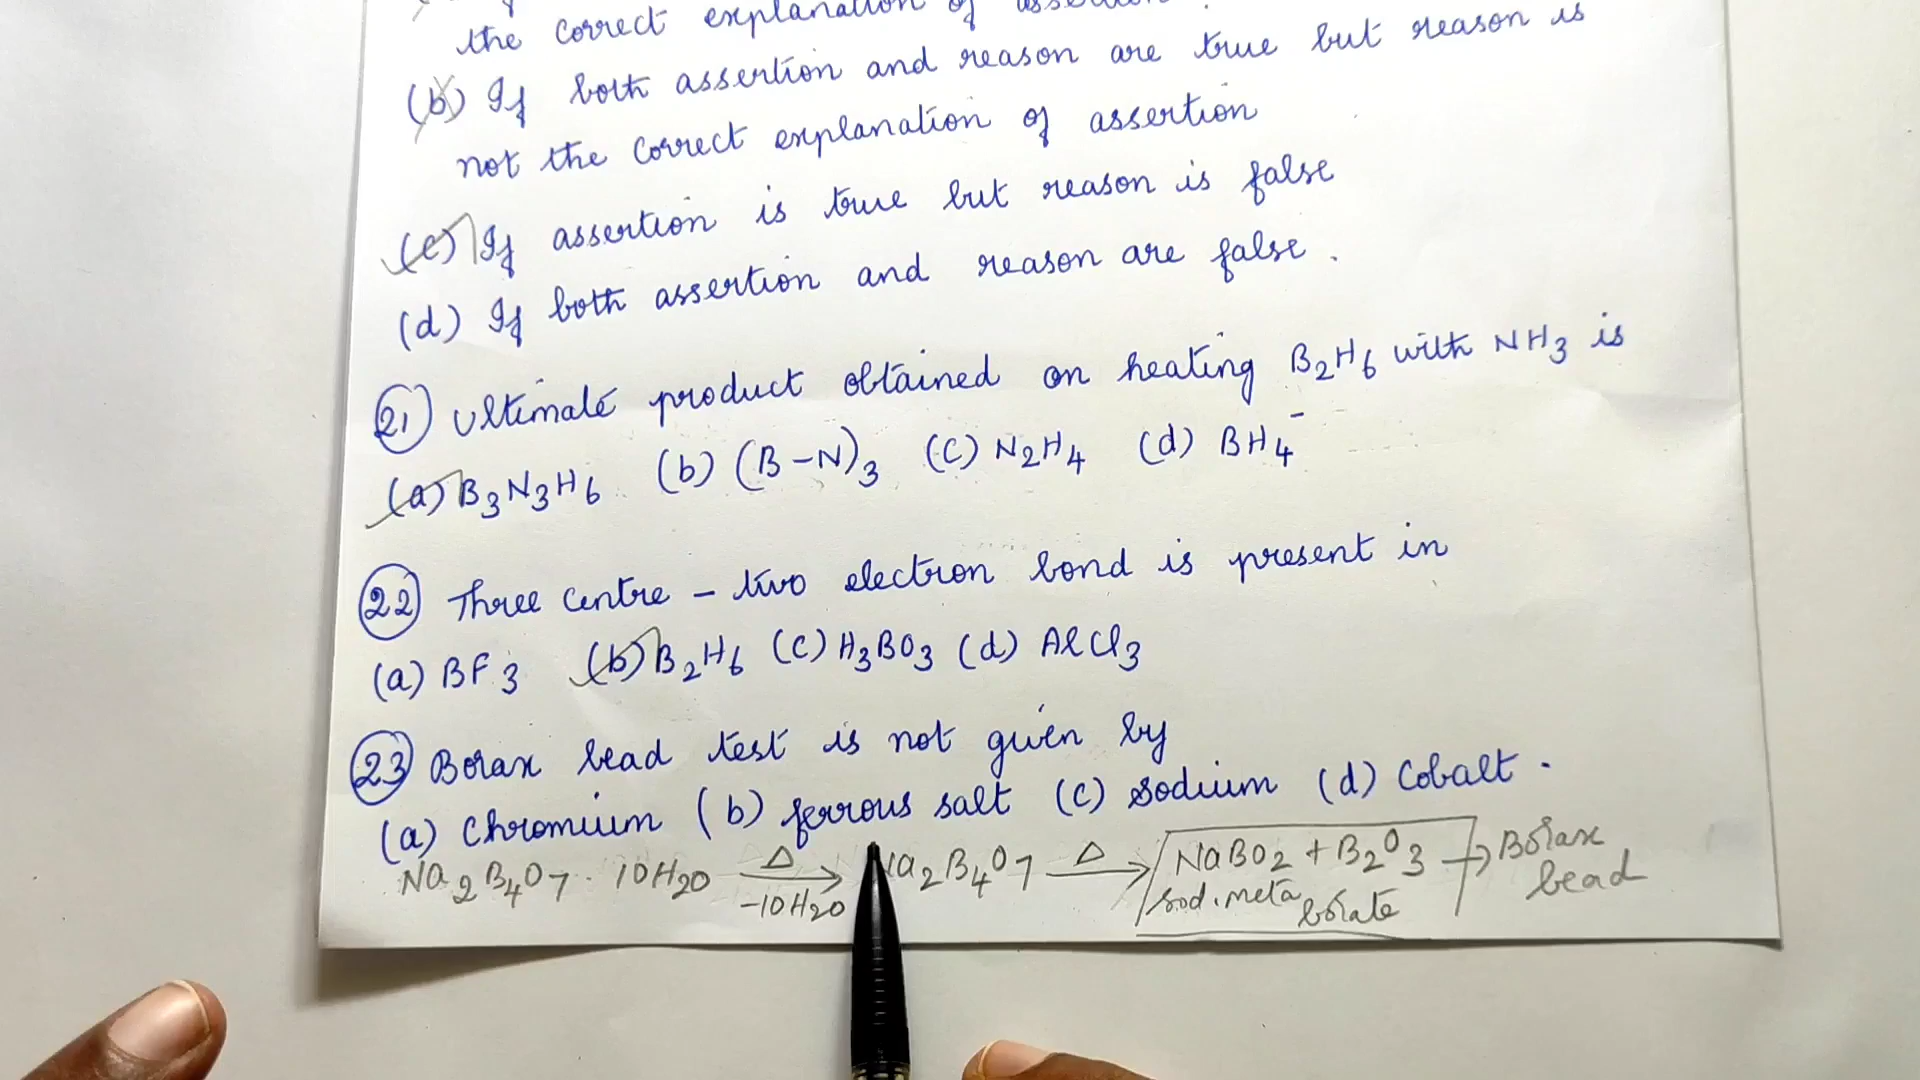 the correct explanation of
(b) If both assertion and reason are true but reason is
not the correct explanation of assertion
(c) If assertion is true but reason is false
(d) If both assertion and reason are false.
(21) Ultimate product obtained on heating B2H6 with NH3 is
(a) B3N3H6 (b) (B-N)3 (c) N2H4 (d) BH4-
(22) Three centre - two electron bond is present in
(a) BF3 (b) B2H6 (c) H3BO3 (d) AlCl3
(23) Borax bead test is not given by
(a) Chromium (b) ferrous salt (c) Sodium (d) Cobalt.
Na2B4O7.10H2O Δ→ -10H2O Na2B4O7 Δ→ NaBO2 + B2O3 → Borax bead
sod. meta borate